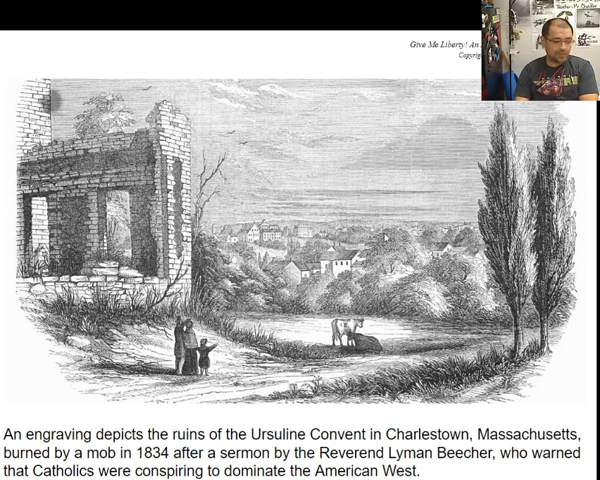 Give Me Liberty! An
Copyrig
An engraving depicts the ruins of the Ursuline Convent in Charlestown, Massachusetts,
burned by a mob in 1834 after a sermon by the Reverend Lyman Beecher, who warned
that Catholics were conspiring to dominate the American West.